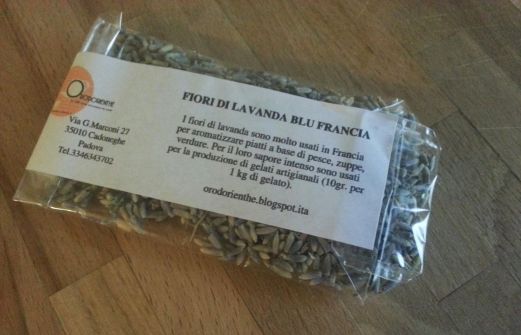 Orodorienthe
FIORI DI LAVANDA BLU FRANCIA
I fiori di lavanda sono molto usati in Francia
per aromatizzare piatti a base di pesce, zuppe,
verdure. Per il loro sapore intenso sono usati
per la produzione di gelati artigianali (10gr. per
1 kg di gelato).
orodorienthe.blogspot.ita
Via G.Marconi 27
35010 Cadoneghe
Padova
Tel.3346343702